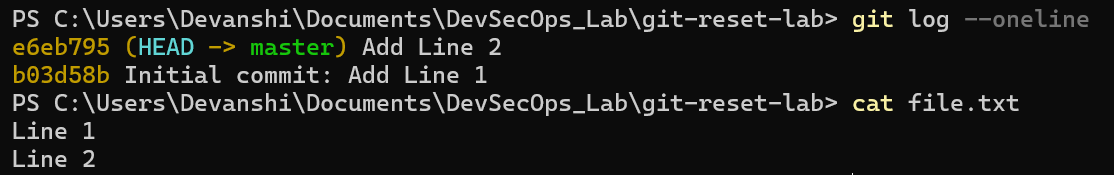 PS C:\Users\Devanshi\Documents\DevSecOps_Lab\git-reset-lab> git log --oneline
e6eb795 (HEAD -> master) Add Line 2
b03d58b Initial commit: Add Line 1
PS C:\Users\Devanshi\Documents\DevSecOps_Lab\git-reset-lab> cat file.txt
Line 1
Line 2